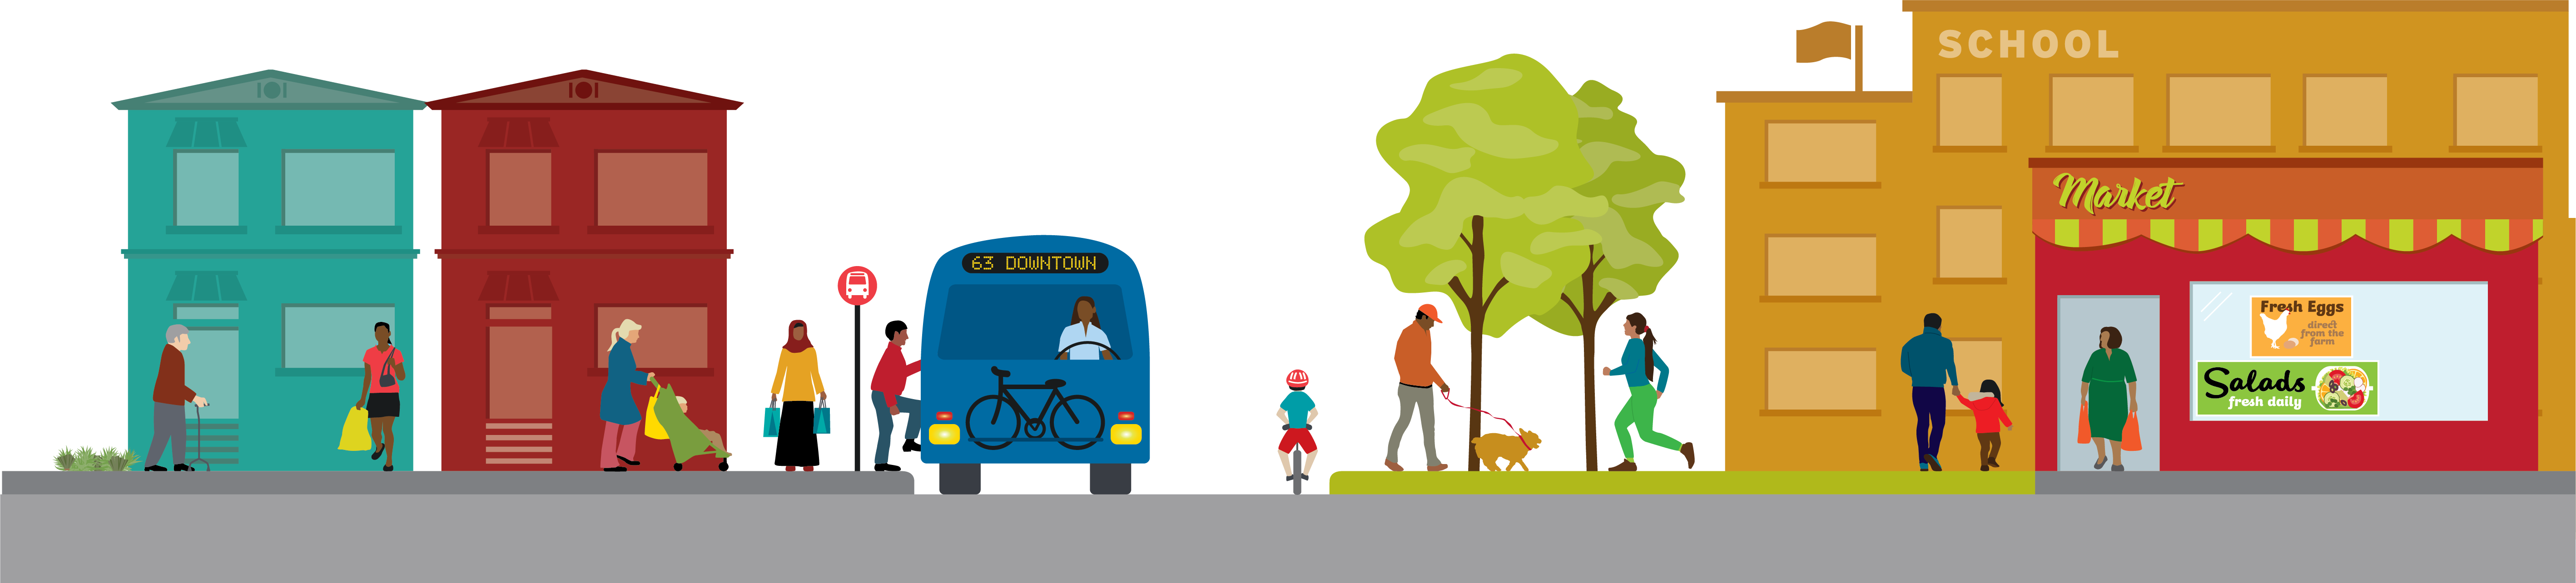 63 DOWNTOWN
SCHOOL
Market
Fresh Eggs
direct
from the
farm
Salads
fresh daily